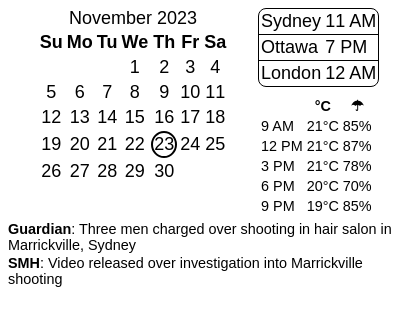 November 2023
Su Mo Tu We Th Fr Sa
1 2 3 4
5 6 7 8 9 10 11
12 13 14 15 16 17 18
19 20 21 22 23 24 25
26 27 28 29 30
Sydney 11 AM
Ottawa 7 PM
London 12 AM
°C ☂
9 AM 21°C 85%
12 PM 21°C 87%
3 PM 21°C 78%
6 PM 20°C 70%
9 PM 19°C 85%
Guardian: Three men charged over shooting in hair salon in
Marrickville, Sydney
SMH: Video released over investigation into Marrickville
shooting